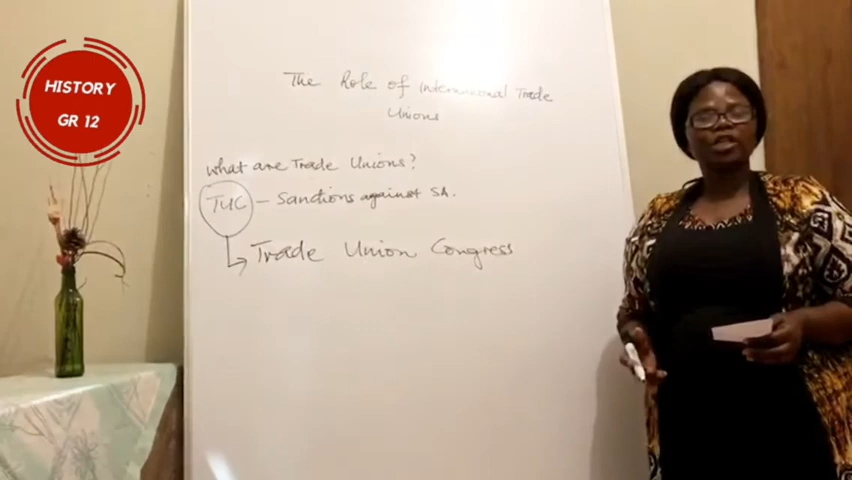 HISTORY
GR 12
The Role of International Trade
Unions
What are Trade Unions?
TUC – Sanctions against SA.
Trade Union Congress